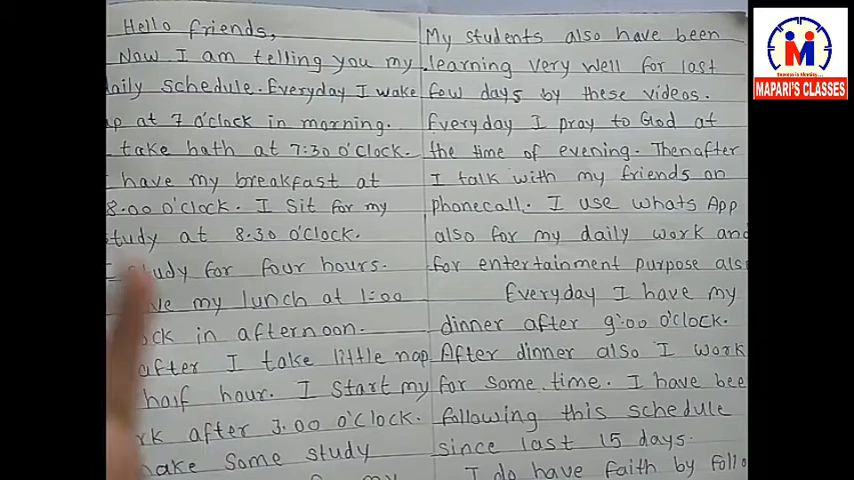 Hello friends,
Now I am telling you my
daily schedule. Everyday I wake
up at 7 o'clock in morning.
I take bath at 7:30 o'clock.
I have my breakfast at
8.00 o'clock. I Sit for my
study at 8.30 o'clock.
I study for four hours.
my lunch at 1:00
in afternoon.
after I take little nap
half hour. I Start my
after 3.00 o'clock.
make Some study
my
My students also have been
learning very well for last
few days by these videos.
Everyday I pray to God at
the time of evening. Thenafter
I talk with my friends on
phonecall. I use whats App
also for my daily work and
for entertainment purpose als
Everyday I have my
dinner after 9:00 o'clock.
After dinner also I work
for some time. I have bee
following this schedule
since last 15 days.
I do have faith by follo
MAPARI'S CLASSES